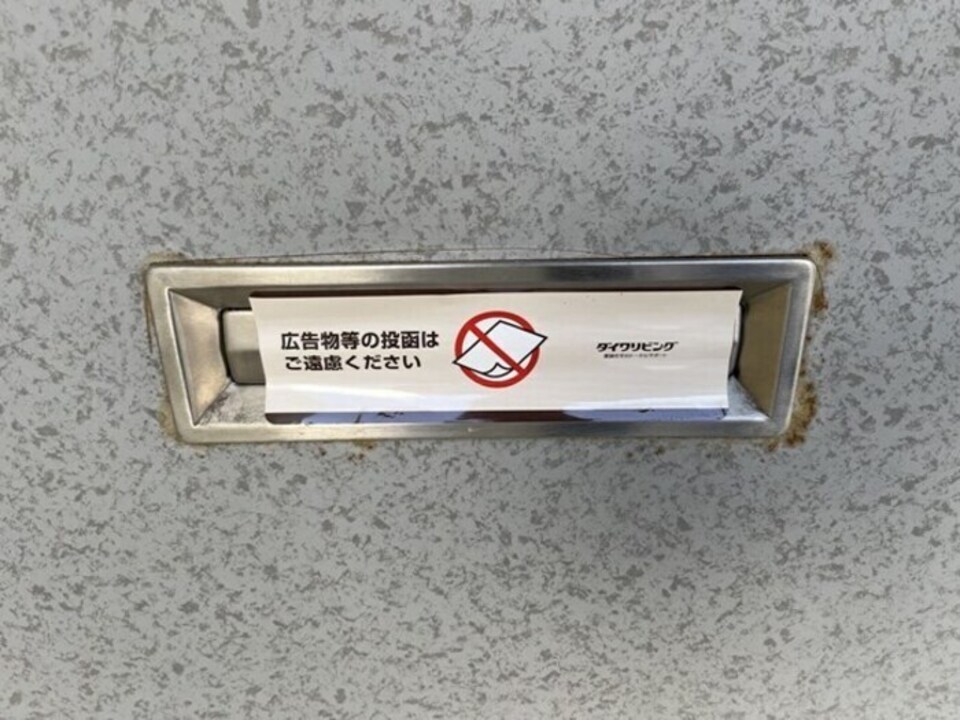 広告物等の投函は
ご遠慮ください
ダイワリビング